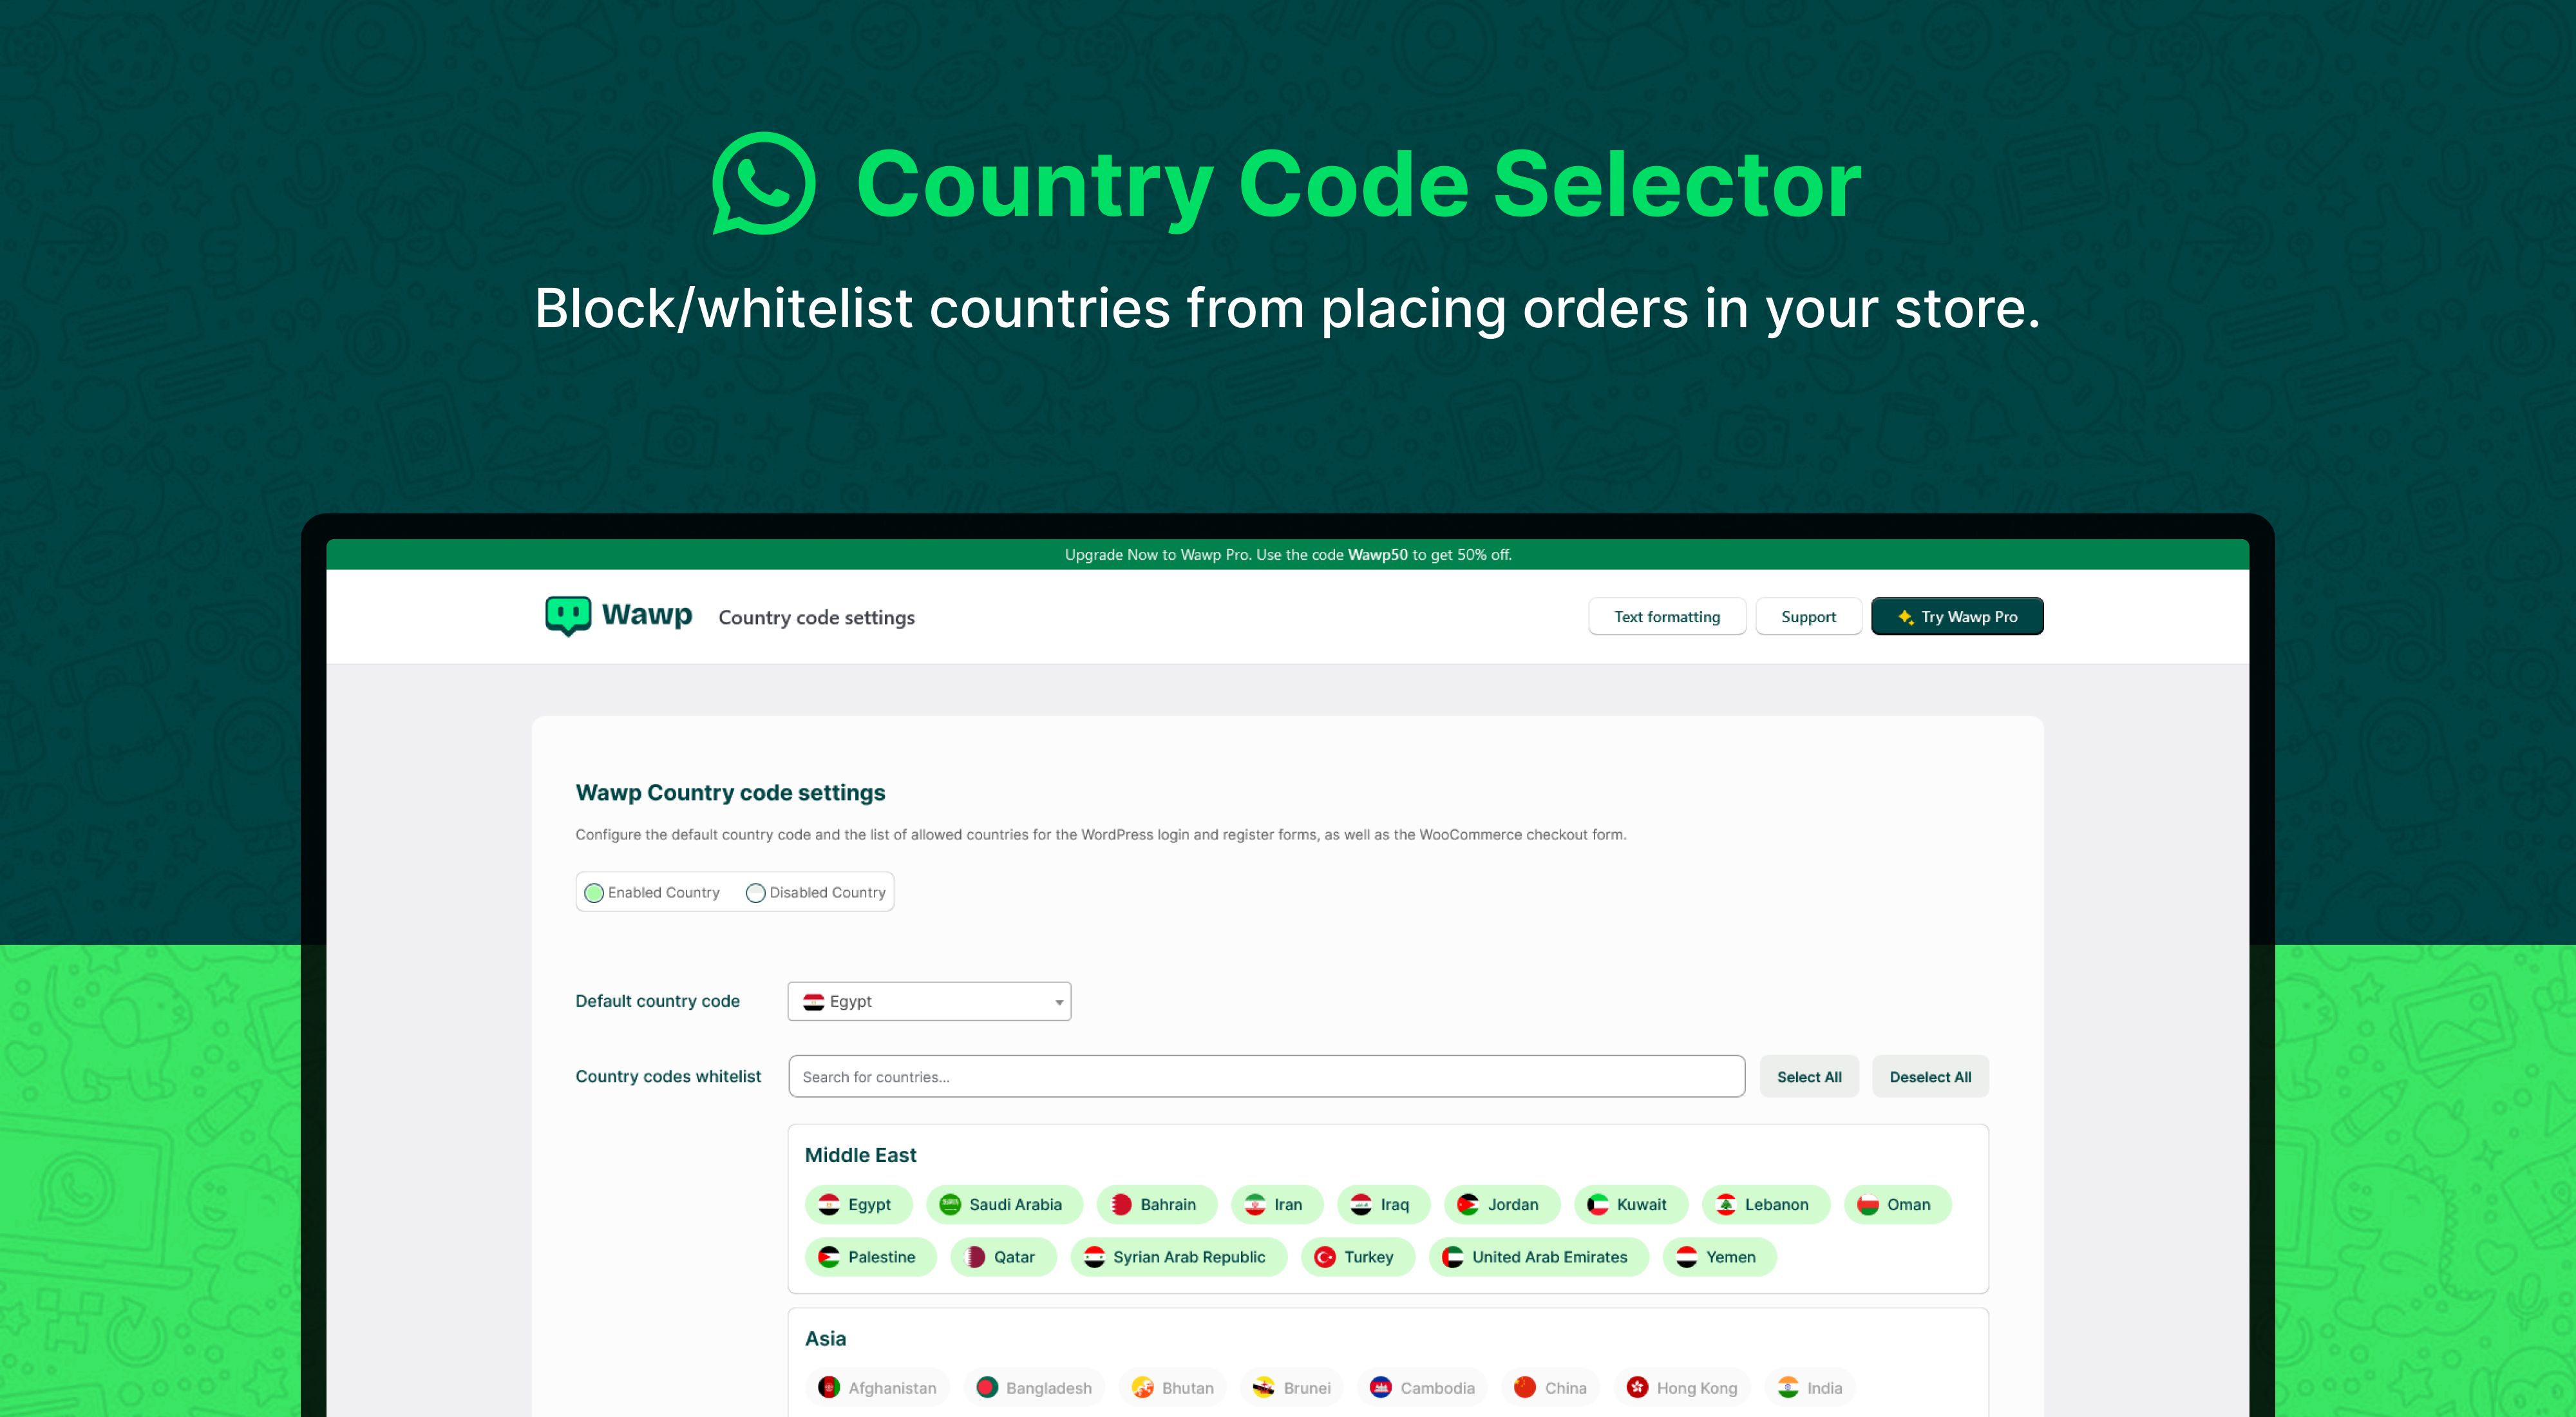 Country Code Selector
Block/whitelist countries from placing orders in your store.
Upgrade Now to Wawp Pro. Use the code Wawp50 to get 50% off.
Wawp Country code settings Text formatting Support Try Wawp Pro
Wawp Country code settings
Configure the default country code and the list of allowed countries for the WordPress login and register forms, as well as the WooCommerce checkout form.
Enabled Country Disabled Country
Default country code Egypt
Country codes whitelist Search for countries... Select All Deselect All
Middle East
Egypt Saudi Arabia Bahrain Iran Iraq Jordan Kuwait Lebanon Oman
Palestine Qatar Syrian Arab Republic Turkey United Arab Emirates Yemen
Asia
Afghanistan Bangladesh Bhutan Brunei Cambodia China Hong Kong India